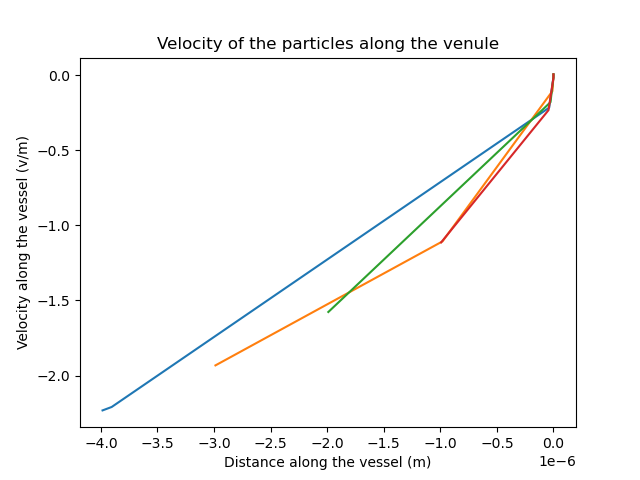 Velocity of the particles along the venule
Velocity along the vessel (v/m)
0.0
−0.5
−1.0
−1.5
−2.0
−4.0 −3.5 −3.0 −2.5 −2.0 −1.5 −1.0 −0.5 0.0
1e−6
Distance along the vessel (m)